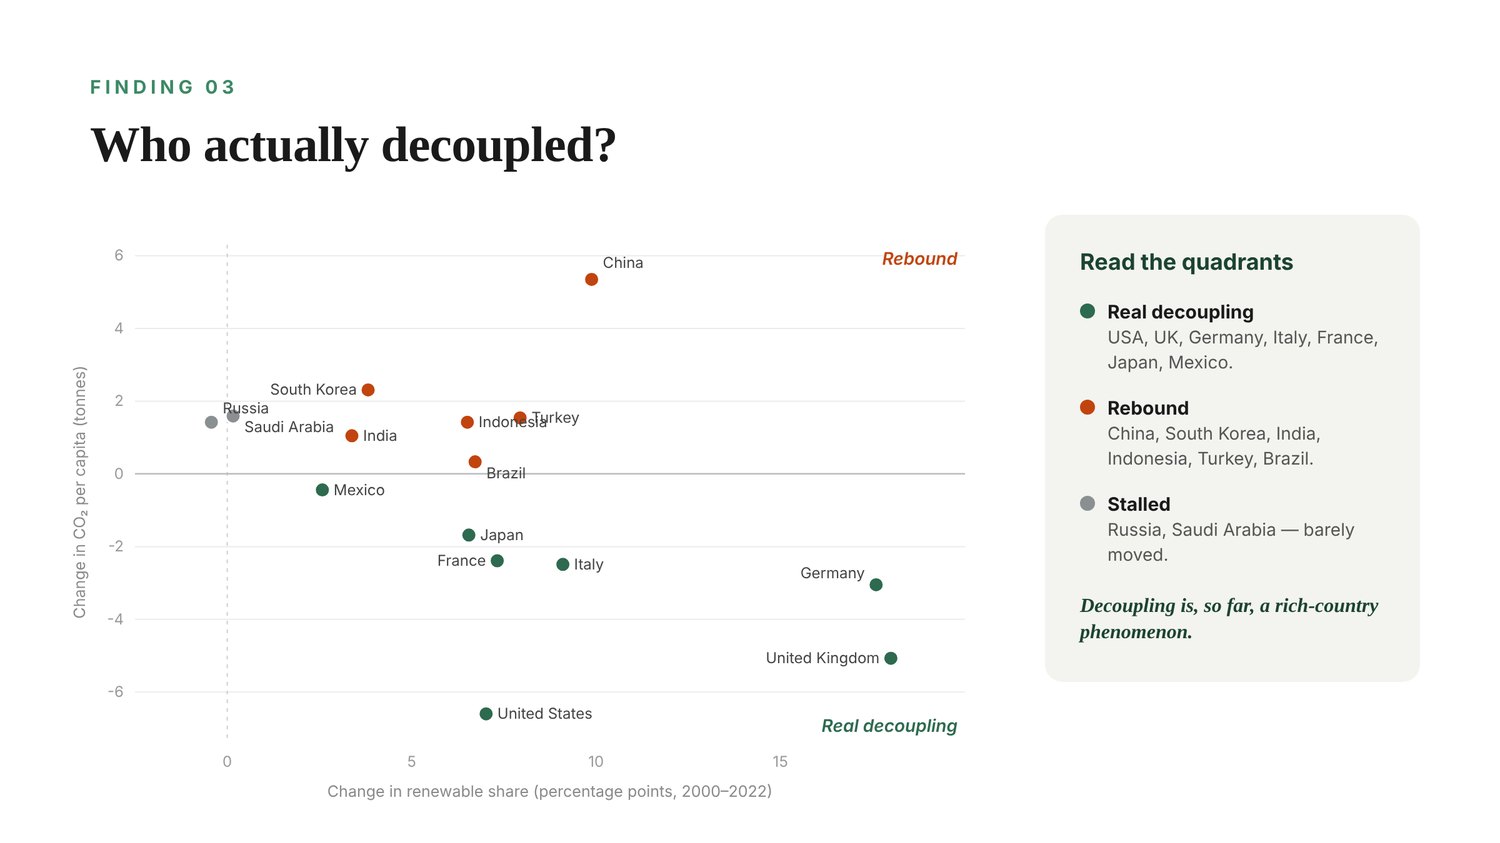 FINDING 03
Who actually decoupled?
Change in CO₂ per capita (tonnes)
6
4
2
0
-2
-4
-6
Rebound
China
South Korea
Russia
Saudi Arabia
India
Indonesia
Turkey
Brazil
Mexico
Japan
France
Italy
Germany
United Kingdom
United States
Real decoupling
0
5
10
15
Change in renewable share (percentage points, 2000–2022)
Read the quadrants
Real decoupling
USA, UK, Germany, Italy, France,
Japan, Mexico.
Rebound
China, South Korea, India,
Indonesia, Turkey, Brazil.
Stalled
Russia, Saudi Arabia — barely
moved.
Decoupling is, so far, a rich-country
phenomenon.